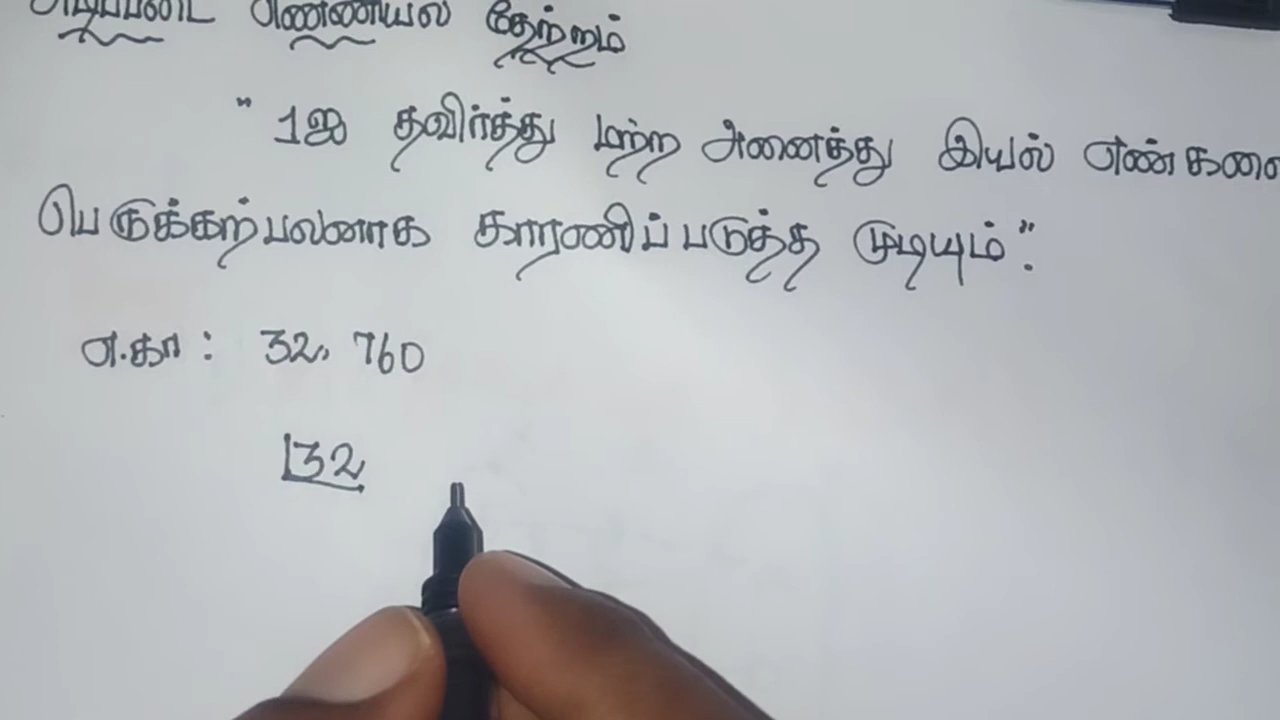 அடிப்படை எண்ணியல் தேற்றம்
" 1ஐ தவிர்த்து மற்ற அனைத்து இயல் எண்களை
பெருக்கற்பலனாக காரணிப்படுத்த முடியும்".
எ.கா : 32, 760
32